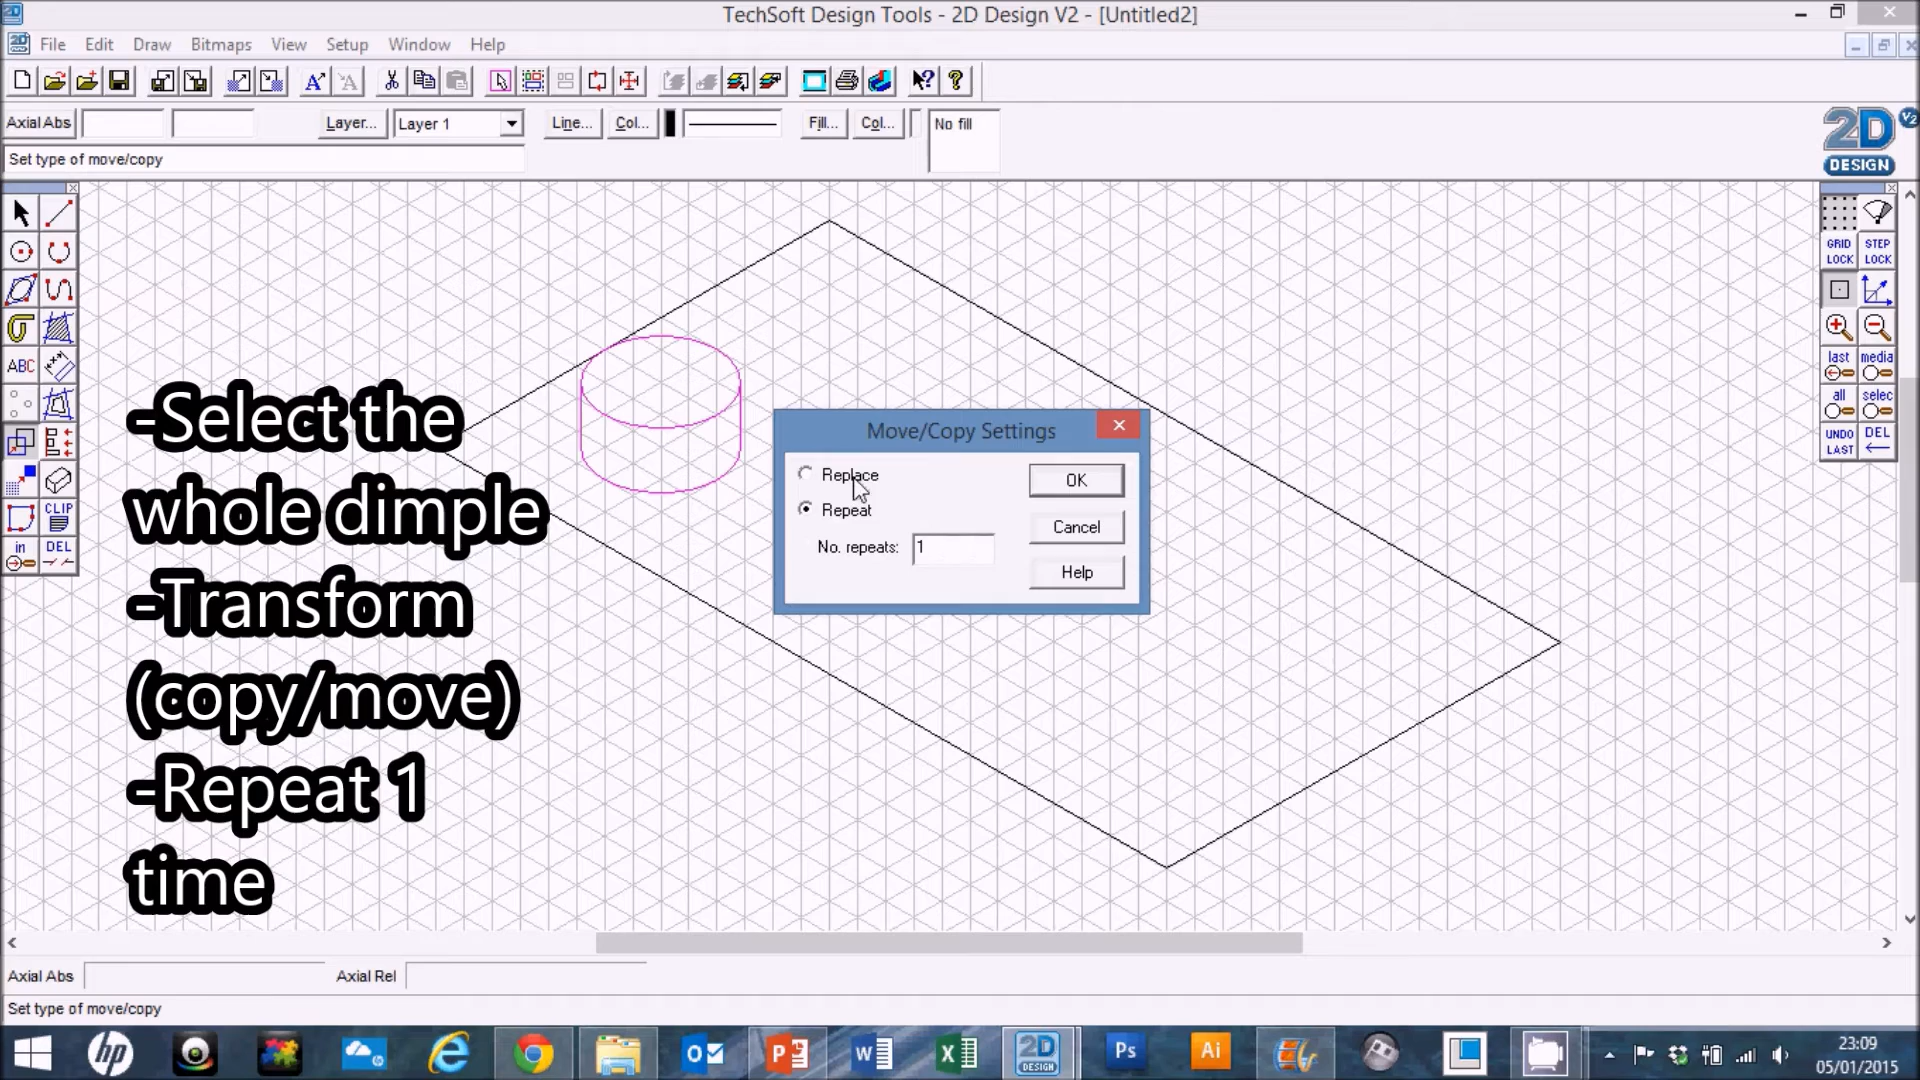 TechSoft Design Tools - 2D Design V2 - [Untitled2]
File Edit Draw Bitmaps View Setup Window Help
Axial Abs
Layer...
Layer 1
Line...
Col...
Fill...
Col...
No fill
Set type of move/copy
2D V2
DESIGN
GRID LOCK
STEP LOCK
last
media
all
selec
UNDO LAST
DEL
ABC
CLIP
in
DEL
-Select the
whole dimple
-Transform
(copy/move)
-Repeat 1
time
Move/Copy Settings
Replace
OK
Repeat
Cancel
No. repeats: 1
Help
Axial Abs
Axial Rel
Set type of move/copy
hp
2D
DESIGN
Ps
Ai
23:09
05/01/2015